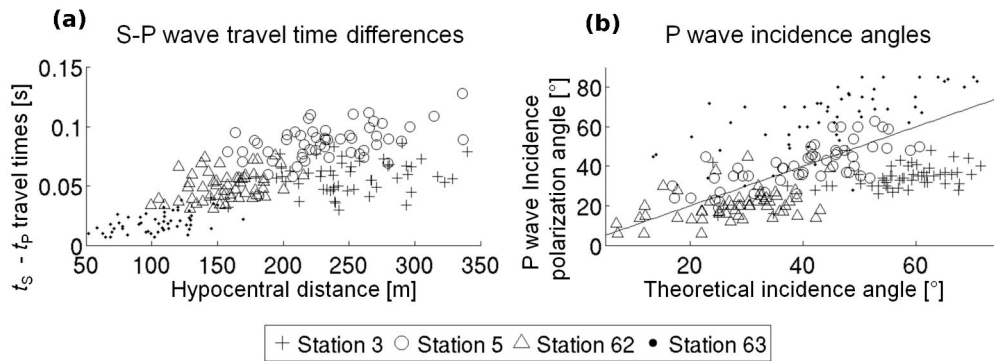 (a)
S-P wave travel time differences
t_S - t_P travel times [s]
0.15
0.1
0.05
0
50
100
150
200
250
300
350
Hypocentral distance [m]
(b)
P wave incidence angles
P wave Incidence
polarization angle [°]
80
60
40
20
0
20
40
60
Theoretical incidence angle [°]
Station 3
Station 5
Station 62
Station 63